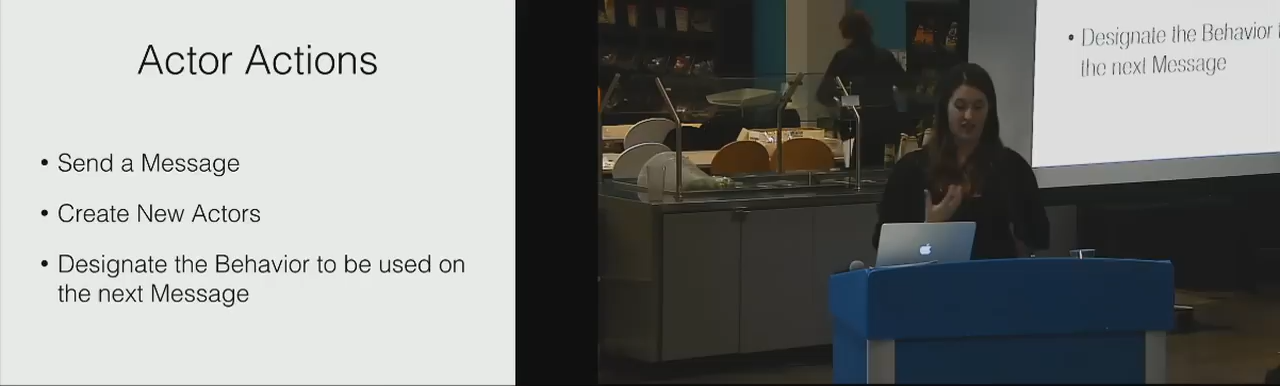 Actor Actions
• Send a Message
• Create New Actors
• Designate the Behavior to be used on
the next Message
• Designate the Behavior
the next Message